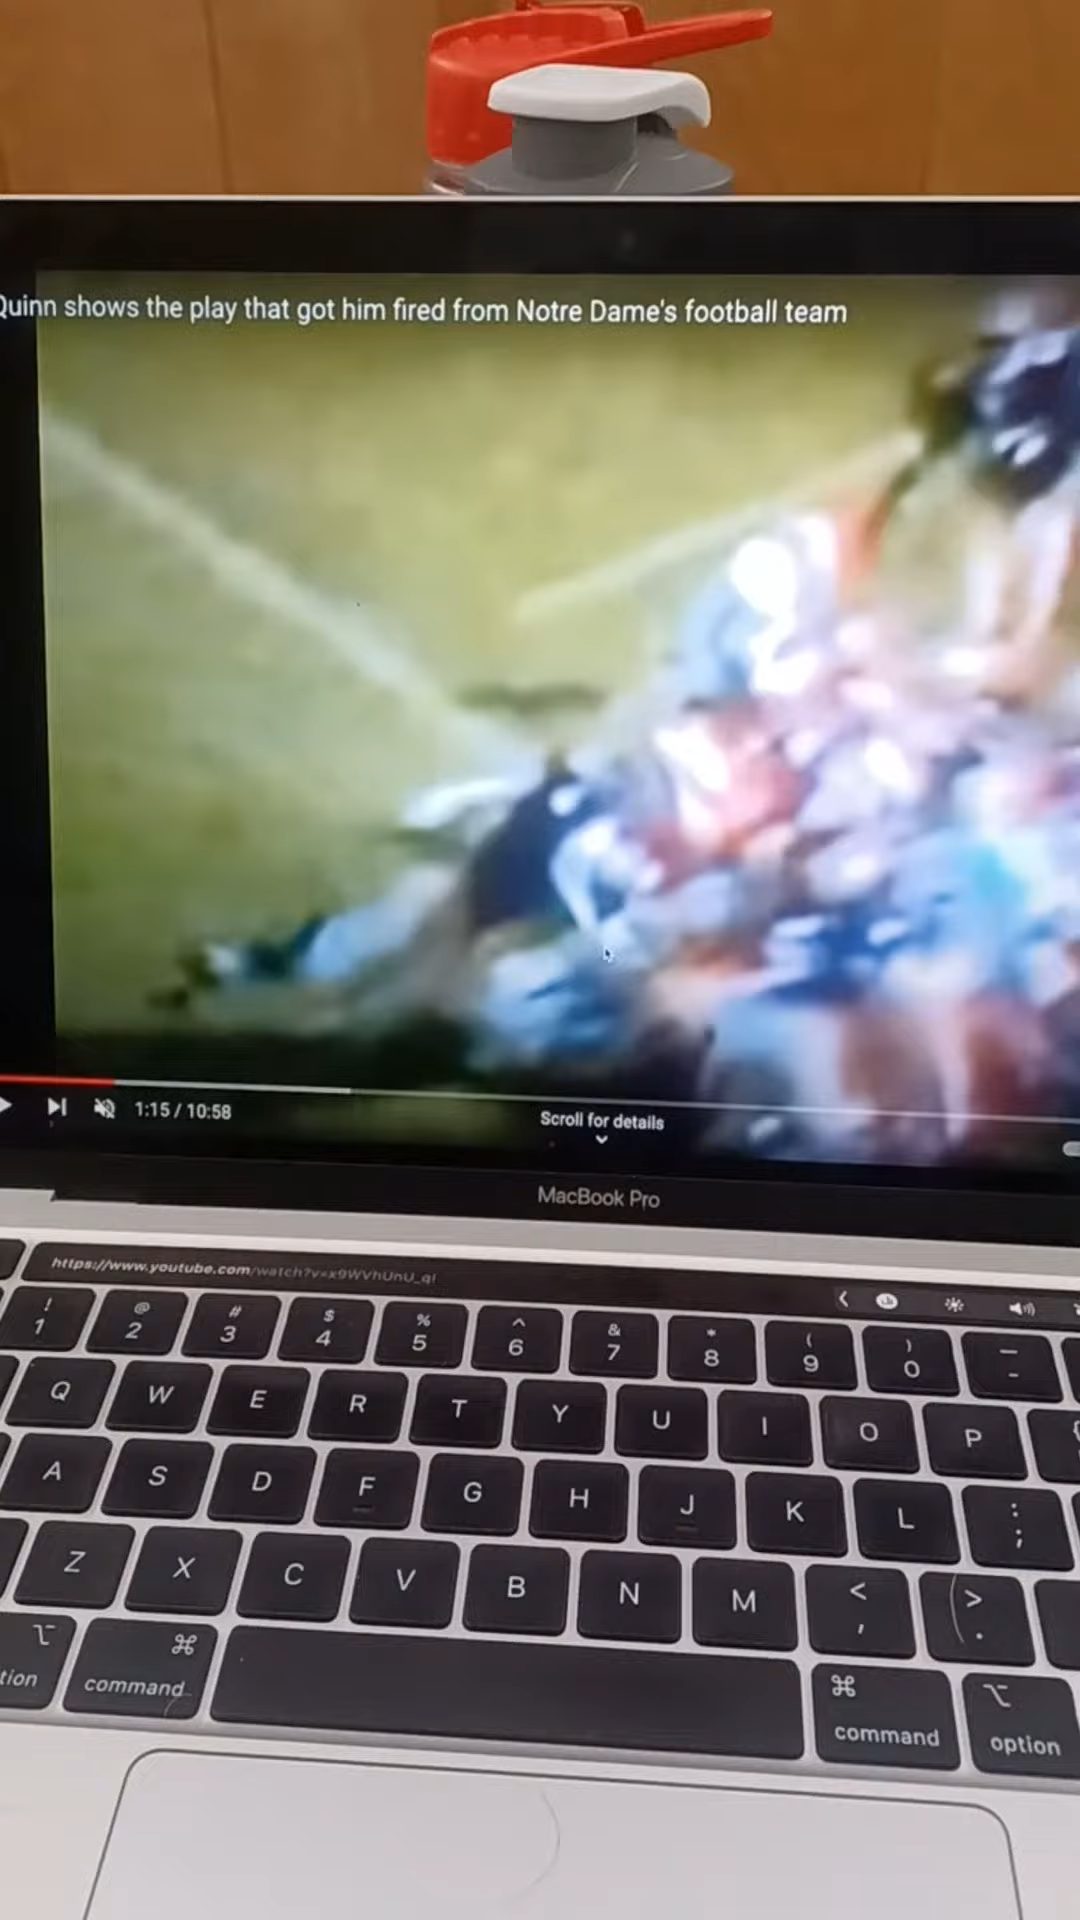 Quinn shows the play that got him fired from Notre Dame's football team
1:15 / 10:58
Scroll for details
MacBook Pro
https://www.youtube.com/watch?v=x9WVhUnU_qI
! @ # $ % ^ & * ( ) —
1 2 3 4 5 6 7 8 9 0 -
Q W E R T Y U I O P {
A S D F G H J K L : ;
Z X C V B N M < , > .
⌥ ⌘ ⌘ ⌥
tion command command option